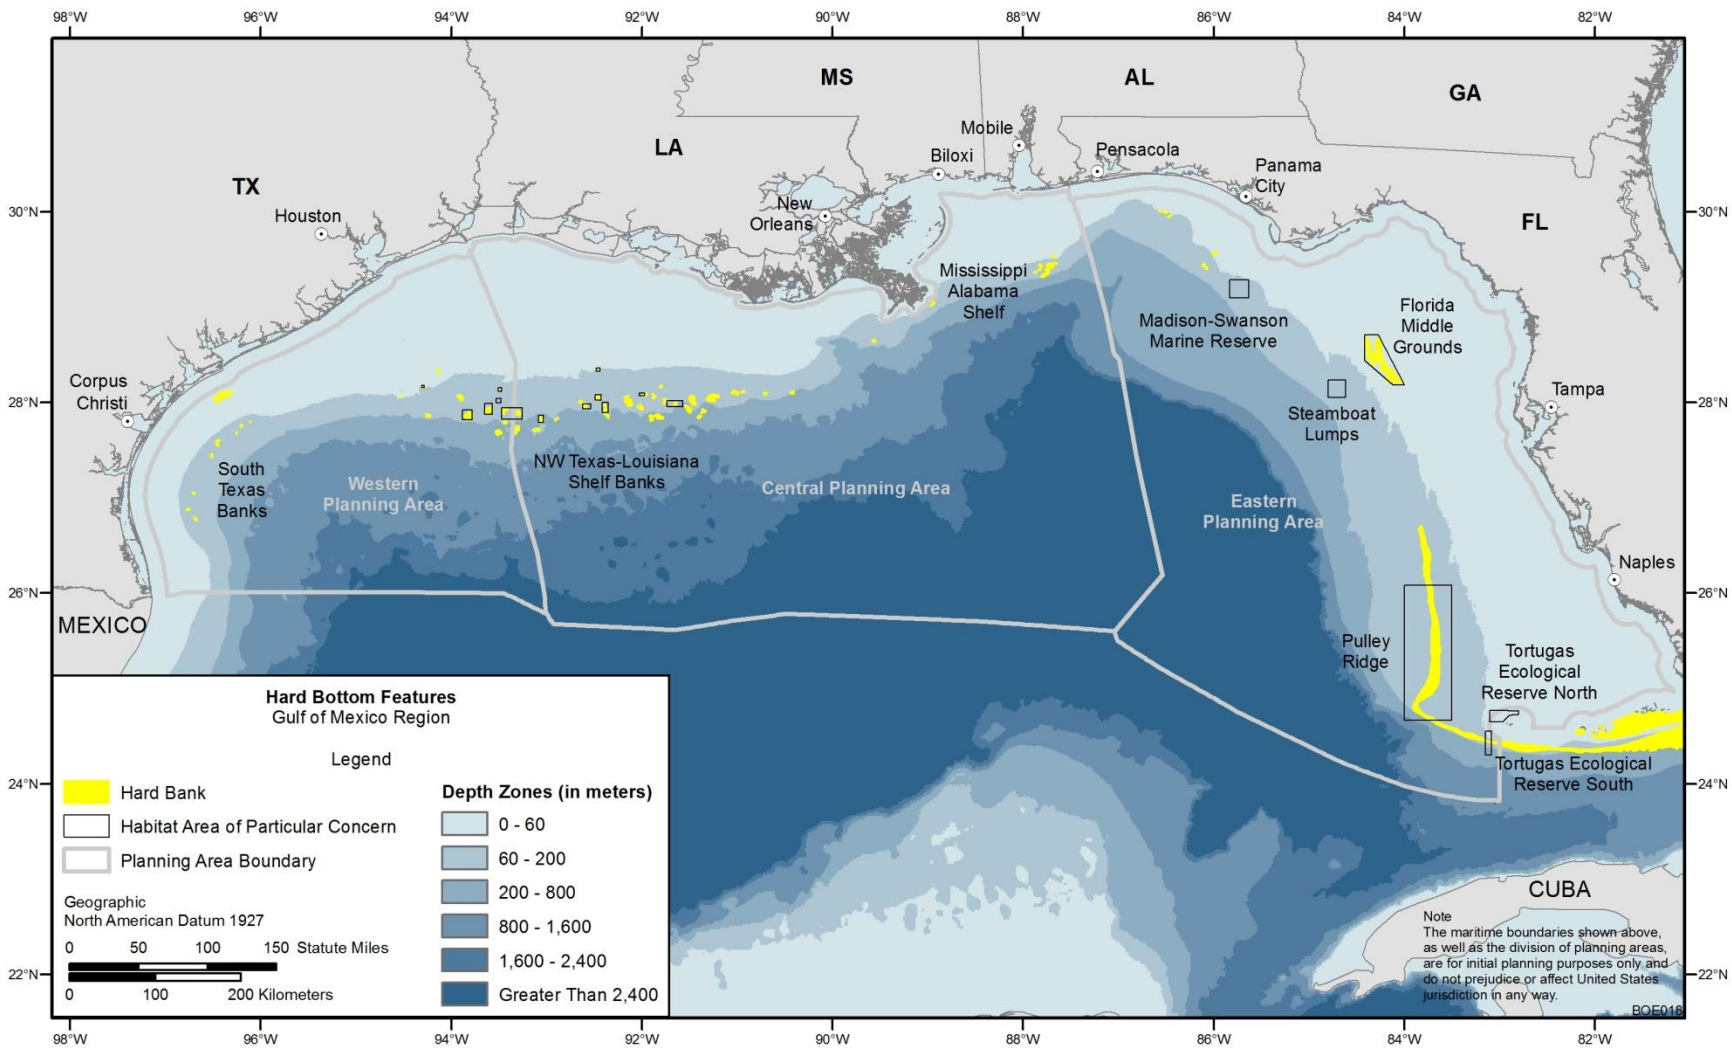 98°W
96°W
94°W
92°W
90°W
88°W
86°W
84°W
82°W
MS
AL
GA
LA
TX
FL
Mobile
Biloxi
Pensacola
Panama
City
Houston
New
Orleans
30°N
30°N
Mississippi
Alabama
Shelf
Madison-Swanson
Marine Reserve
Florida
Middle
Grounds
Corpus
Christi
28°N
28°N
Tampa
Steamboat
Lumps
South
Texas
Banks
NW Texas-Louisiana
Shelf Banks
Western
Planning Area
Central Planning Area
Eastern
Planning Area
Naples
26°N
26°N
MEXICO
Pulley
Ridge
Tortugas
Ecological
Reserve North
Tortugas Ecological
Reserve South
24°N
24°N
Hard Bottom Features
Gulf of Mexico Region
Legend
Hard Bank
Habitat Area of Particular Concern
Planning Area Boundary
Geographic
North American Datum 1927
0 50 100 150 Statute Miles
0 100 200 Kilometers
Depth Zones (in meters)
0 - 60
60 - 200
200 - 800
800 - 1,600
1,600 - 2,400
Greater Than 2,400
CUBA
Note
The maritime boundaries shown above,
as well as the division of planning areas,
are for initial planning purposes only and
do not prejudice or affect United States
jurisdiction in any way.
BOE018
22°N
22°N
98°W
96°W
94°W
92°W
90°W
88°W
86°W
84°W
82°W